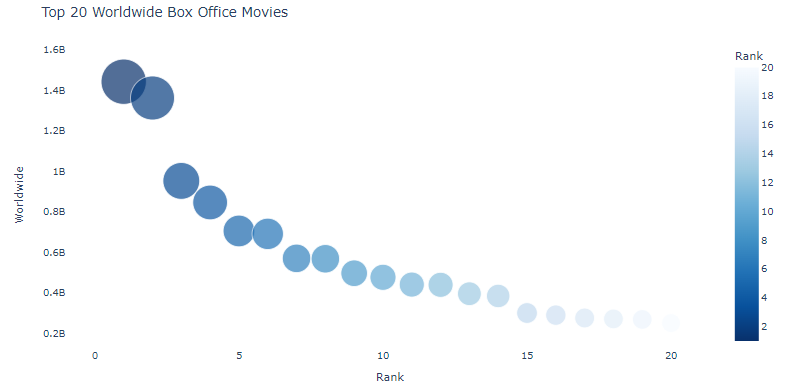 Top 20 Worldwide Box Office Movies
Worldwide
1.6B
1.4B
1.2B
1B
0.8B
0.6B
0.4B
0.2B
0 5 10 15 20
Rank
Rank
20
18
16
14
12
10
8
6
4
2